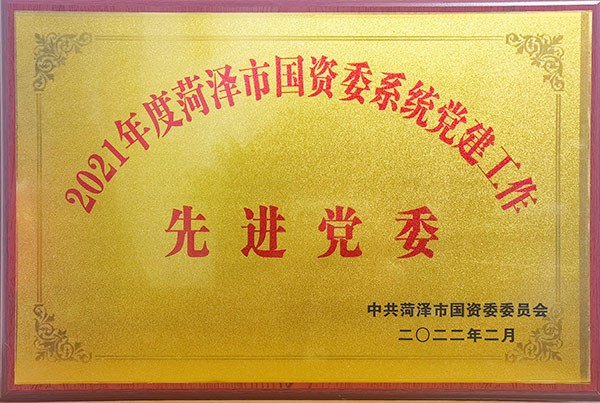 2021年度菏泽市国资委系统党建工作
先进党委
中共菏泽市国资委委员会
二〇二二年二月